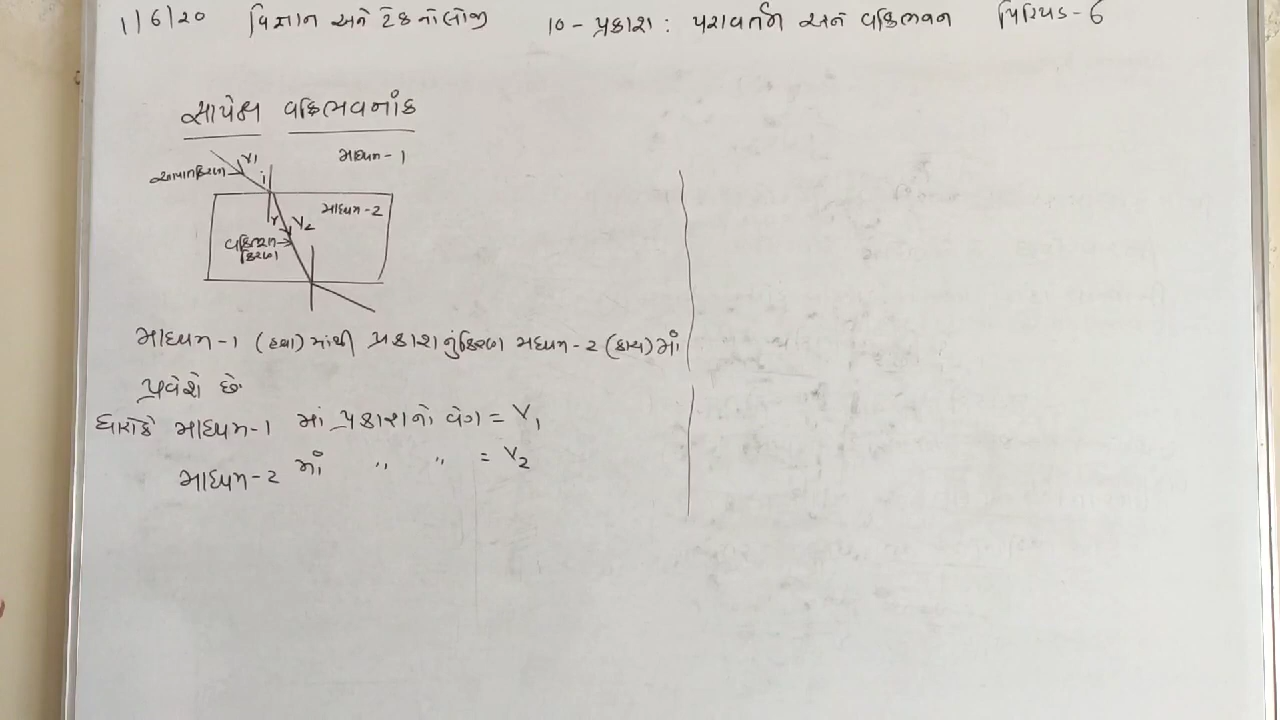 1/6/20 વિજ્ઞાન અને ટેકનોલોજી 10 - પ્રકાશ : પરાવર્તન અને વક્રિભવન પિરિયડ - 6
સાપેક્ષ વક્રિભવનાંક
માધ્યમ - 1
V1
આપાતકિરણ
i
માધ્યમ - 2
r V2
વક્રિભવન
કિરણ
માધ્યમ - 1 (હવા) માંથી પ્રકાશનું કિરણ માધ્યમ - 2 (કાચ) માં
પ્રવેશે છે
ધારોકે માધ્યમ - 1 માં પ્રકાશનો વેગ = V1
માધ્યમ - 2 માં " " = V2